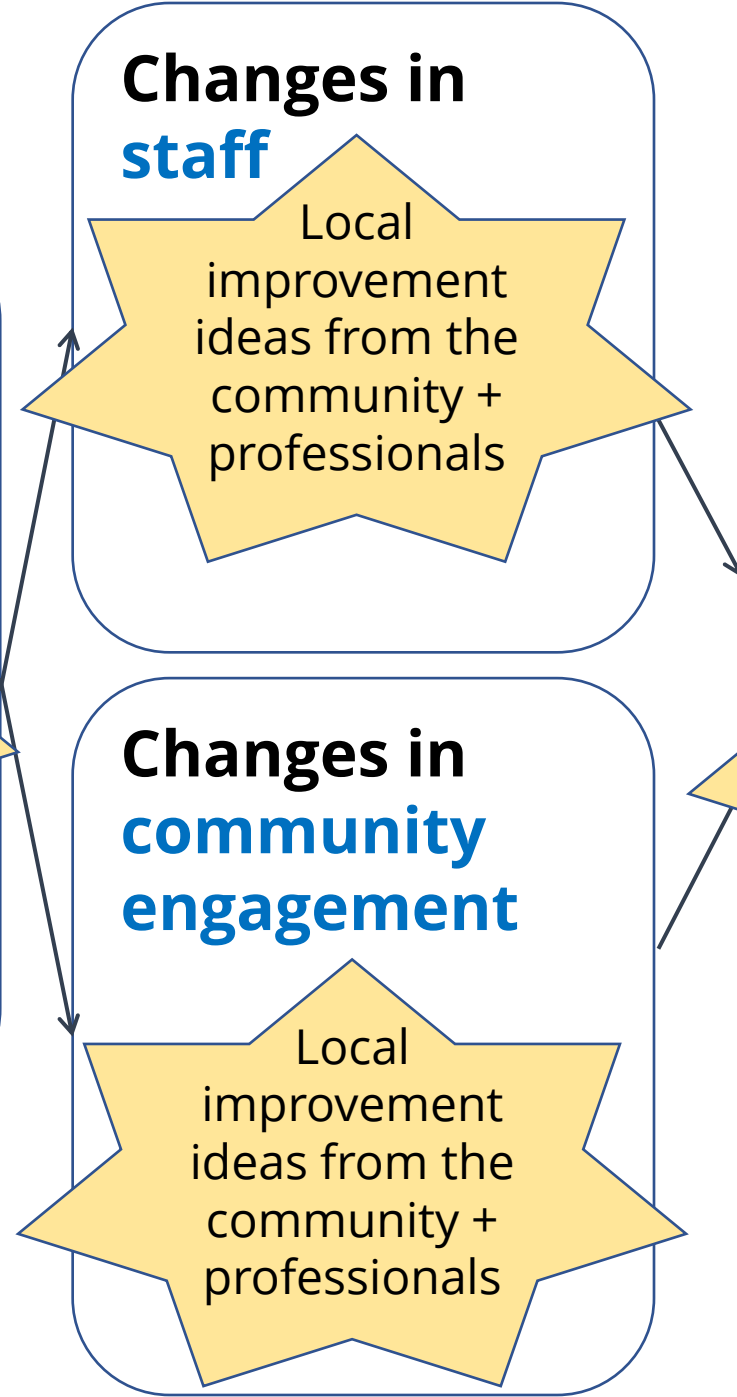 Changes in
staff
Local
improvement
ideas from the
community +
professionals
Changes in
community
engagement
Local
improvement
ideas from the
community +
professionals